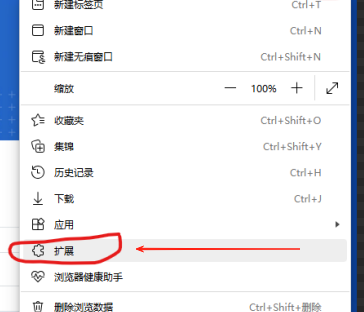 新建标签页 Ctrl+T
新建窗口 Ctrl+N
新建无痕窗口 Ctrl+Shift+N
缩放 — 100% +
收藏夹 Ctrl+Shift+O
集锦 Ctrl+Shift+Y
历史记录 Ctrl+H
下载 Ctrl+J
应用
扩展
浏览器健康助手
删除浏览数据 Ctrl+Shift+删除